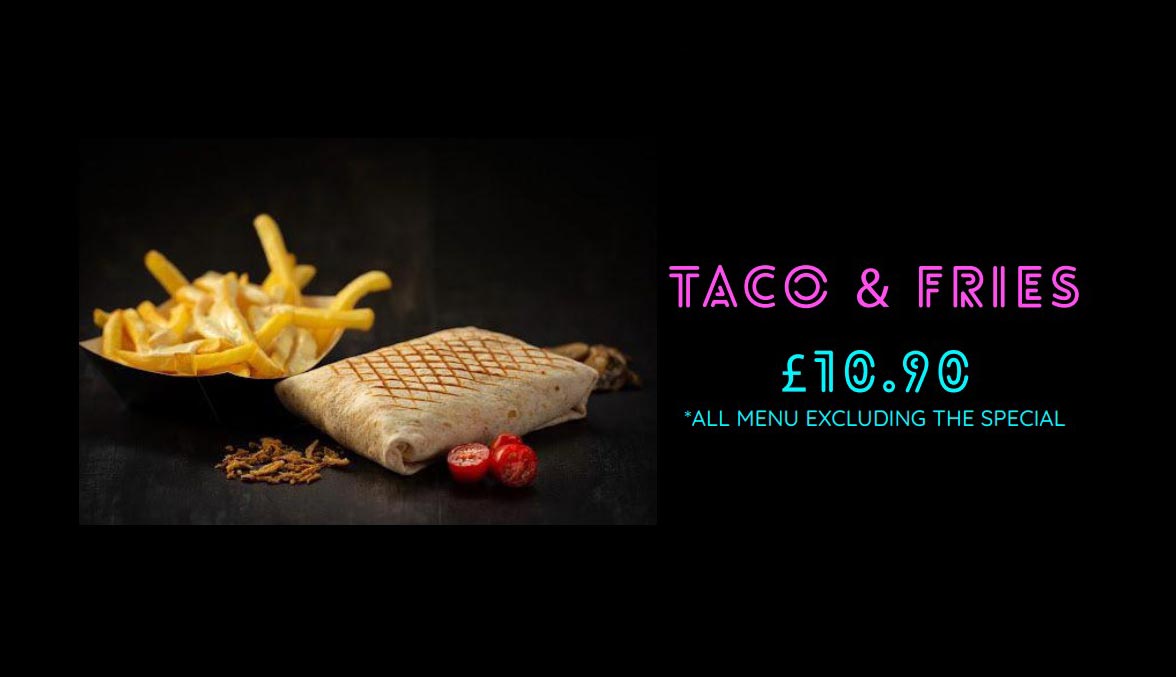 TACO & FRIES
£10.90
*ALL MENU EXCLUDING THE SPECIAL